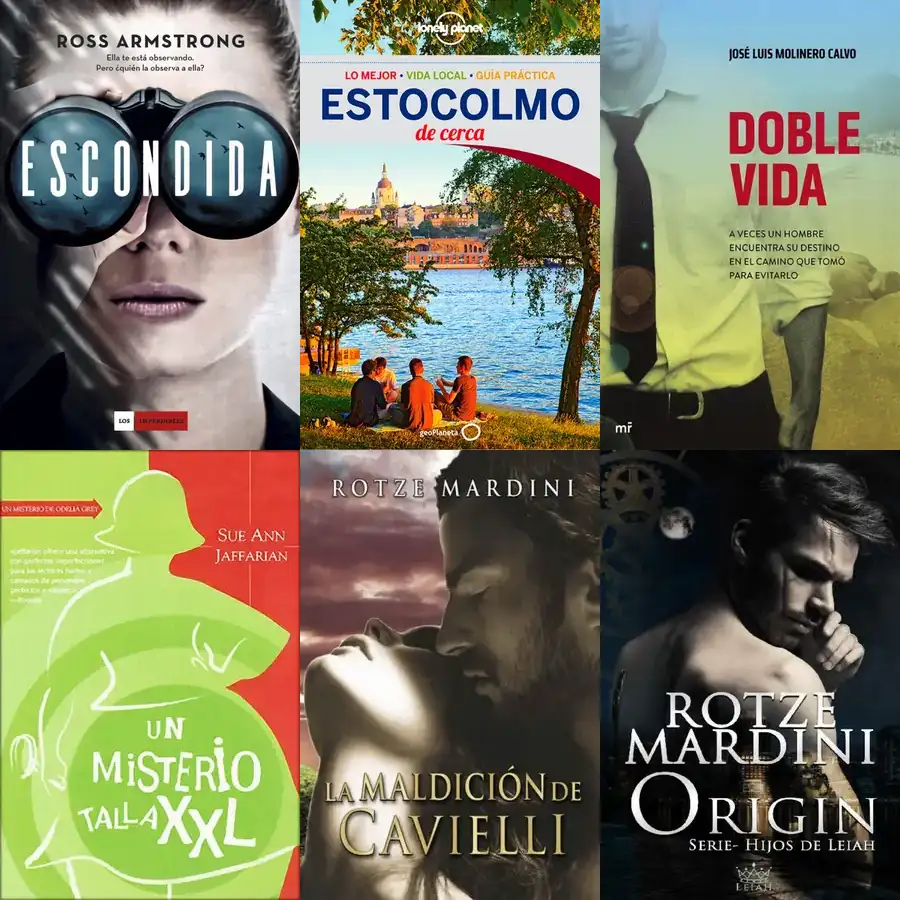 ROSS ARMSTRONG
Ella te está observando.
Pero ¿quién la observa a ella?
ESCONDIDA
LOS IMPERDIBLES
lonely planet
LO MEJOR • VIDA LOCAL • GUÍA PRÁCTICA
ESTOCOLMO
de cerca
geoPlaneta
JOSÉ LUIS MOLINERO CALVO
DOBLE
VIDA
A VECES UN HOMBRE
ENCUENTRA SU DESTINO
EN EL CAMINO QUE TOMÓ
PARA EVITARLO
mr
UN MISTERIO DE ODELIA GREY
SUE ANN
JAFFARIAN
UN
MISTERIO
TALLA XXL
ROTZE MARDINI
LA MALDICIÓN DE
CAVIELLI
ROTZE
MARDINI
ORIGIN
SERIE- HIJOS DE LEIAH
LEIAH